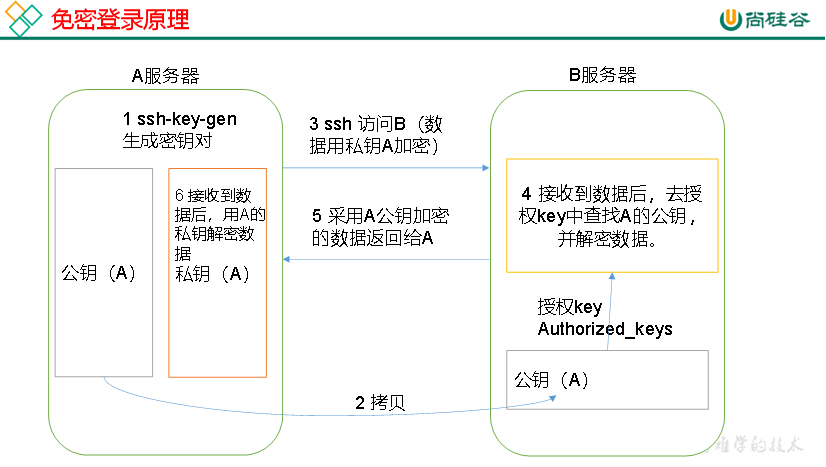 免密登录原理
尚硅谷
A服务器
B服务器
1 ssh-key-gen
生成密钥对
3 ssh 访问B（数
据用私钥A加密）
公钥（A）
6 接收到数
据后，用A的
私钥解密数
据
私钥（A）
5 采用A公钥加密
的数据返回给A
4 接收到数据后，去授
权key中查找A的公钥，
并解密数据。
授权key
Authorized_keys
公钥（A）
2 拷贝
难学的技术